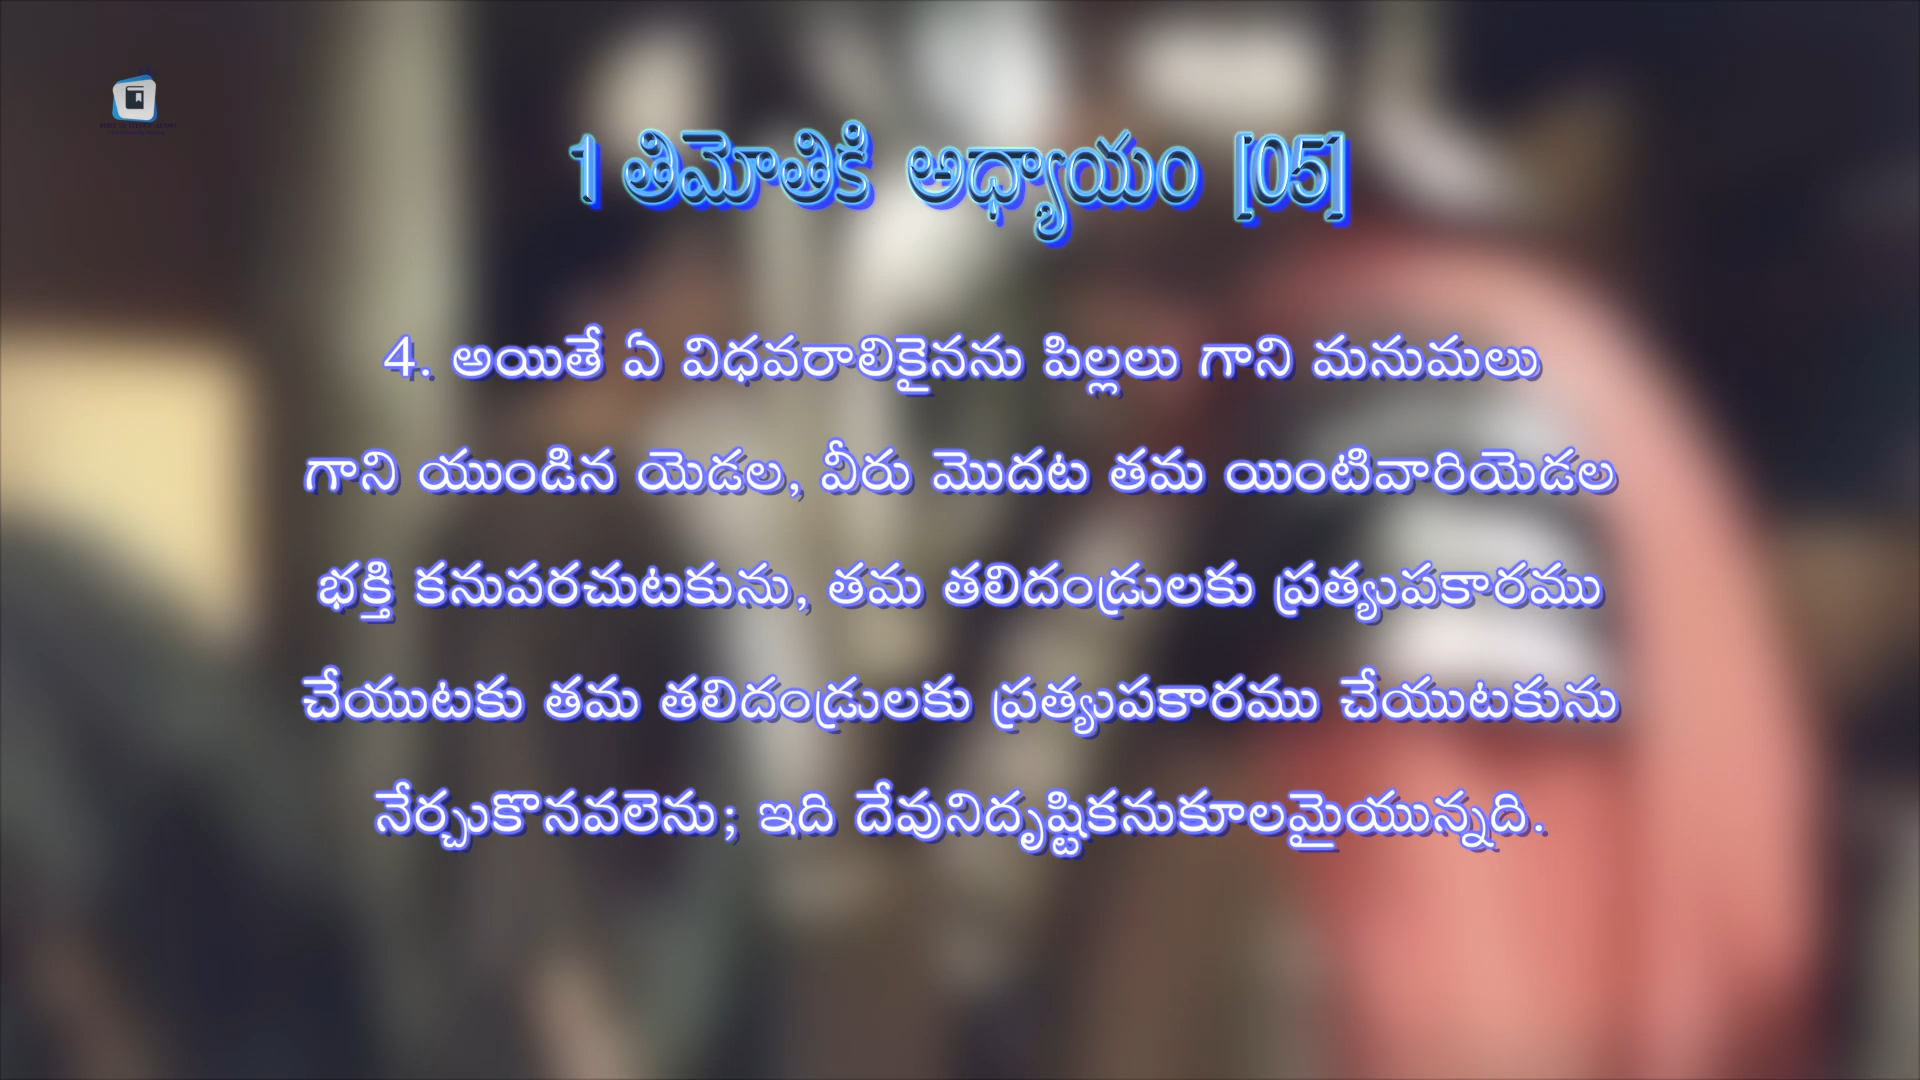 1 తిమోతికి అధ్యాయం [05]
4. అయితే ఏ విధవరాలికైనను పిల్లలు గాని మనుమలు
గాని యుండిన యెడల, వీరు మొదట తమ యింటివారియెడల
భక్తి కనుపరచుటకును, తమ తలిదండ్రులకు ప్రత్యుపకారము
చేయుటకు తమ తలిదండ్రులకు ప్రత్యుపకారము చేయుటకును
నేర్చుకొనవలెను; ఇది దేవునిదృష్టికనుకూలమైయున్నది.